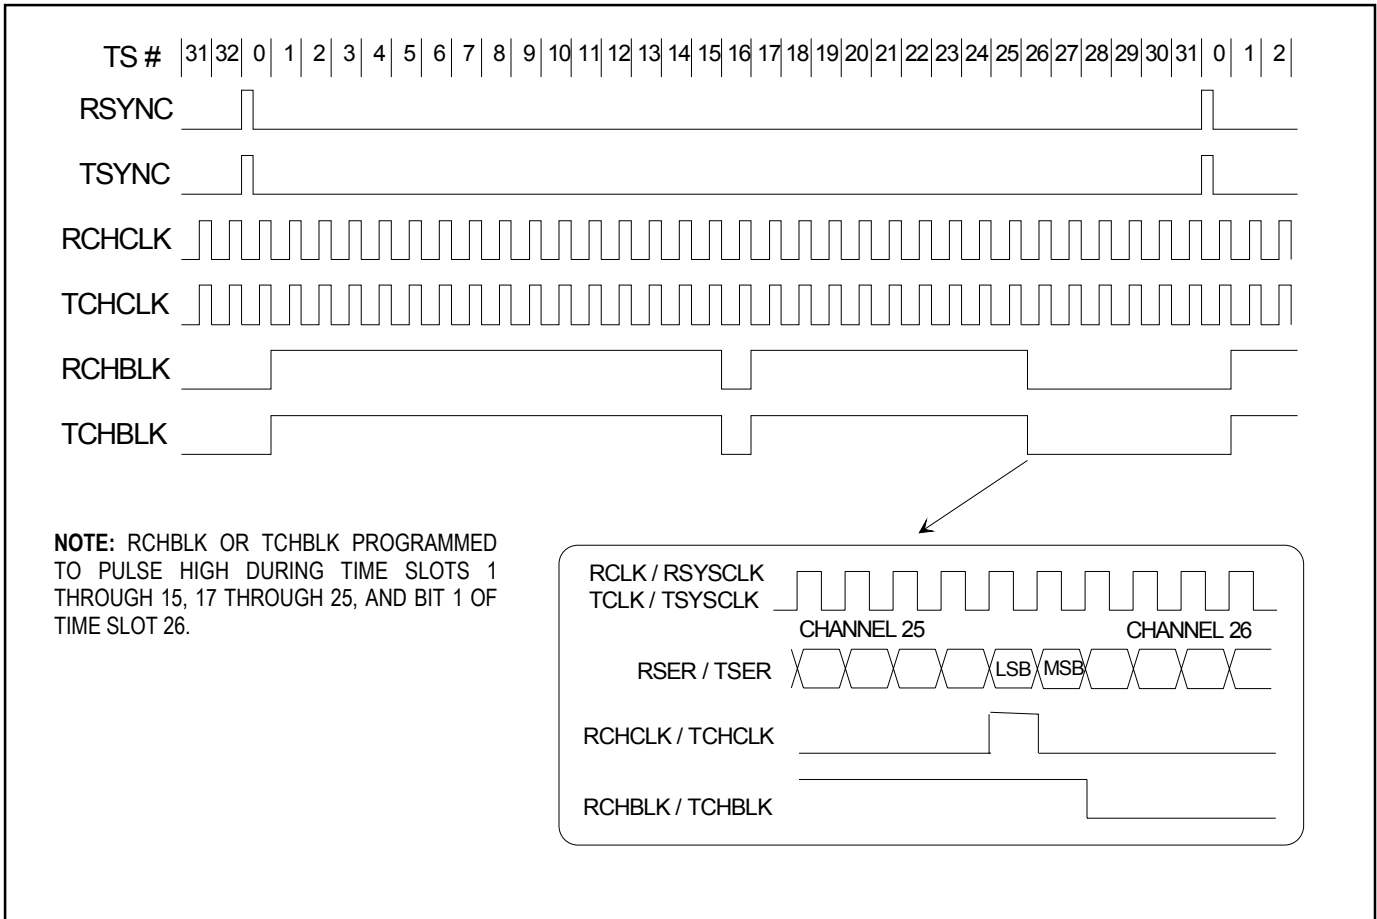 TS # 31 32 0 1 2 3 4 5 6 7 8 9 10 11 12 13 14 15 16 17 18 19 20 21 22 23 24 25 26 27 28 29 30 31 0 1 2
RSYNC
TSYNC
RCHCLK
TCHCLK
RCHBLK
TCHBLK
NOTE: RCHBLK OR TCHBLK PROGRAMMED
TO PULSE HIGH DURING TIME SLOTS 1
THROUGH 15, 17 THROUGH 25, AND BIT 1 OF
TIME SLOT 26.
RCLK / RSYSCLK
TCLK / TSYSCLK
CHANNEL 25 CHANNEL 26
RSER / TSER LSB MSB
RCHCLK / TCHCLK
RCHBLK / TCHBLK